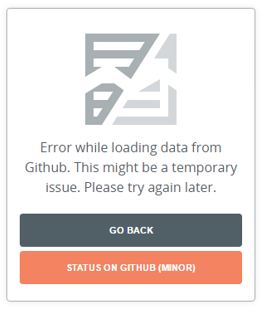 Error while loading data from
Github. This might be a temporary
issue. Please try again later.
GO BACK
STATUS ON GITHUB (MINOR)